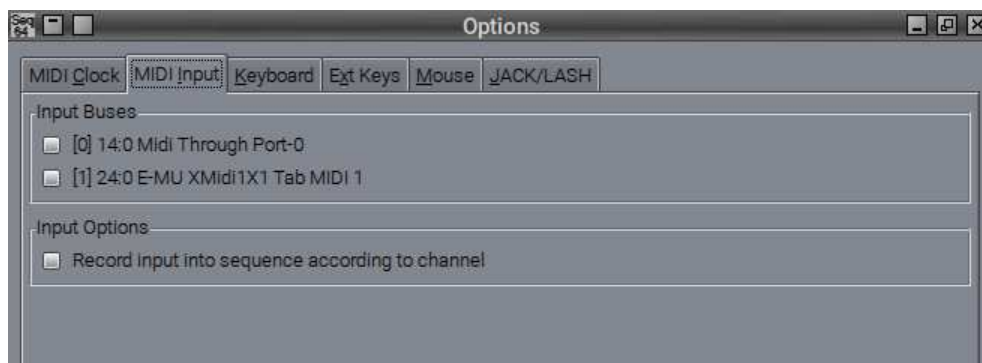 Seq
64
Options
MIDI Clock MIDI Input Keyboard Ext Keys Mouse JACK/LASH
Input Buses
[0] 14:0 Midi Through Port-0
[1] 24:0 E-MU XMidi1X1 Tab MIDI 1
Input Options
Record input into sequence according to channel